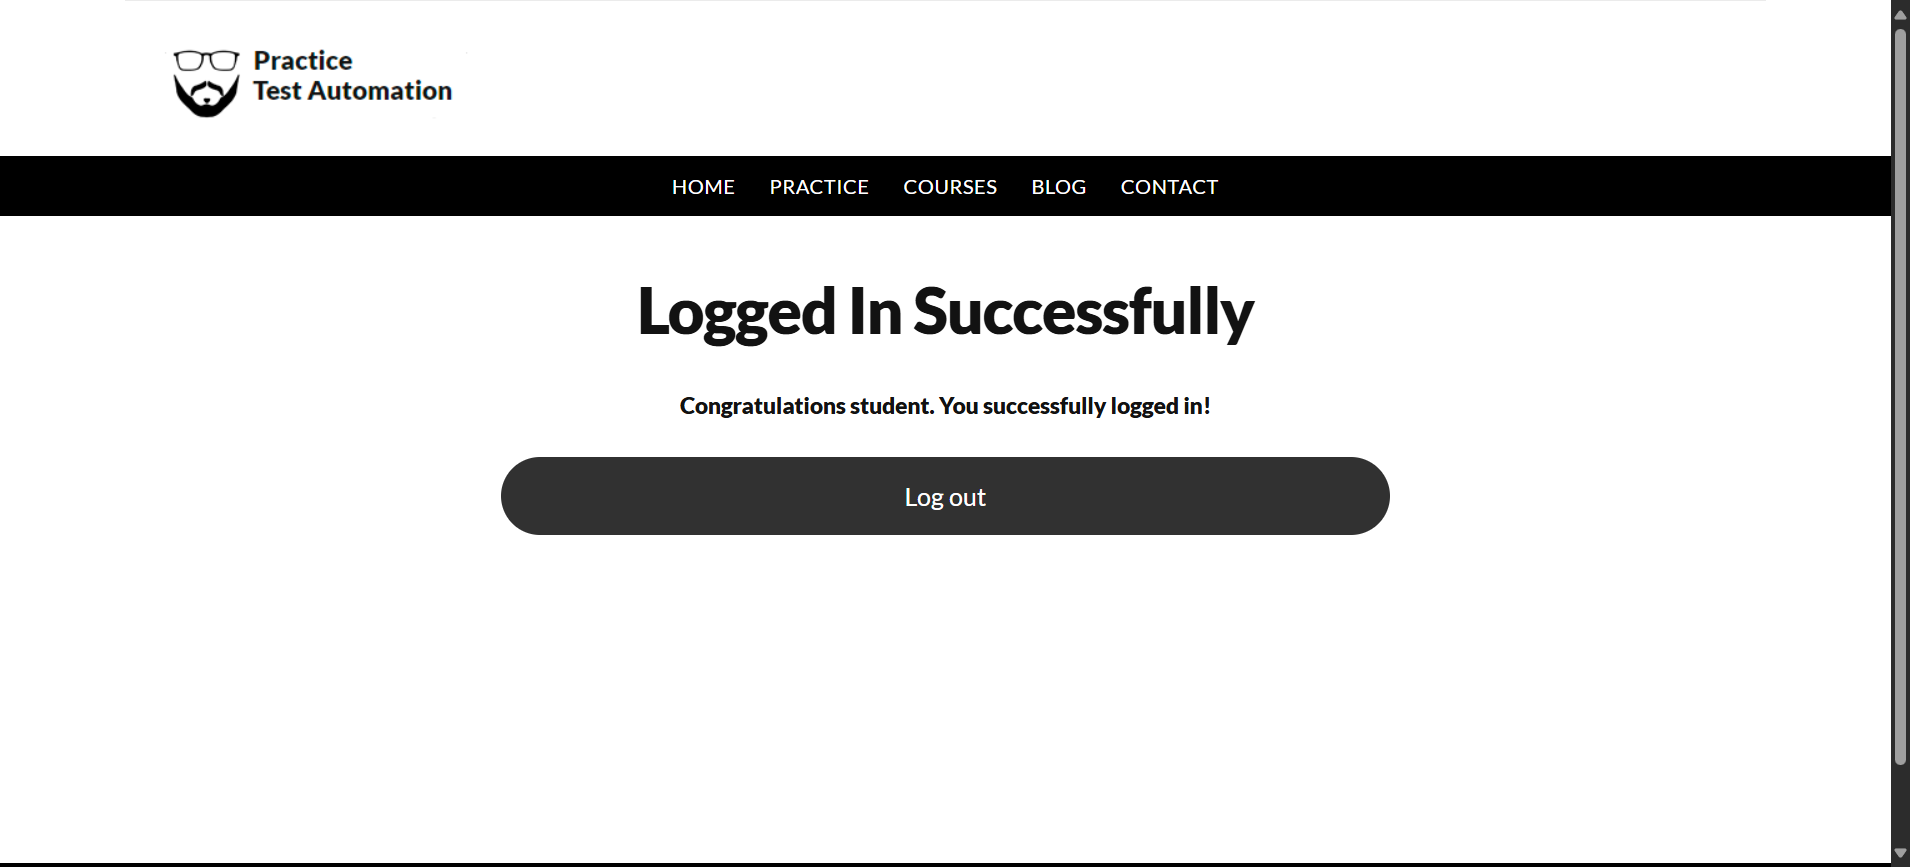 Practice
Test Automation
HOME PRACTICE COURSES BLOG CONTACT
Logged In Successfully
Congratulations student. You successfully logged in!
Log out